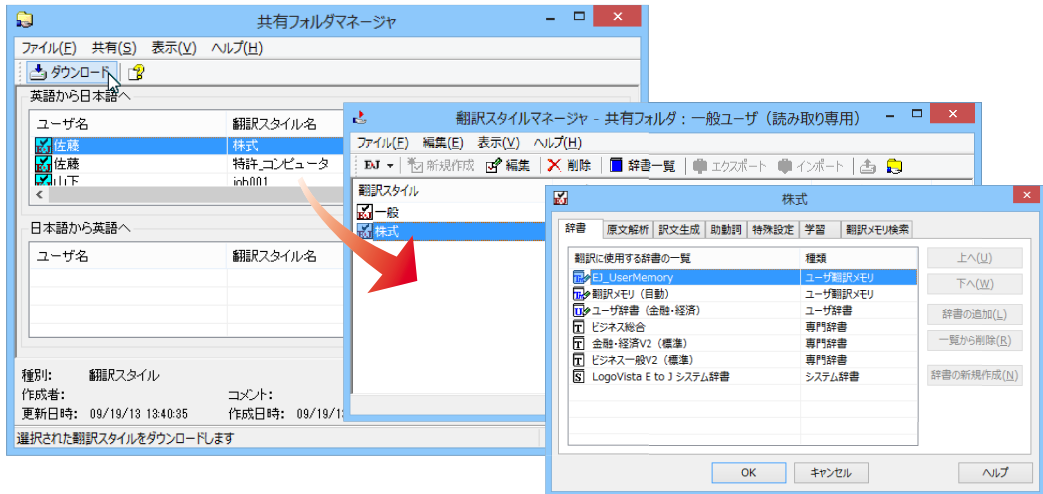 共有フォルダマネージャ
ファイル(F) 共有(S) 表示(V) ヘルプ(H)
ダウンロード
英語から日本語へ
ユーザ名 翻訳スタイル名
佐藤 株式
佐藤 特許_コンピュータ
山下 job001
日本語から英語へ
ユーザ名 翻訳スタイル名
種別: 翻訳スタイル
作成者: コメント:
更新日時: 09/19/13 13:40:35 作成日時: 09/19/1
選択された翻訳スタイルをダウンロードします
翻訳スタイルマネージャ - 共有フォルダ : 一般ユーザ (読み取り専用)
ファイル(F) 編集(E) 表示(V) ヘルプ(H)
EJ 新規作成 編集 削除 辞書一覧 エクスポート インポート
翻訳スタイル
一般
株式
株式
辞書 原文解析 訳文生成 助動詞 特殊設定 学習 翻訳メモリ検索
翻訳に使用する辞書の一覧 種類
EJ_UserMemory ユーザ翻訳メモリ
翻訳メモリ (自動) ユーザ翻訳メモリ
ユーザ辞書 (金融・経済) ユーザ辞書
ビジネス総合 専門辞書
金融・経済V2 (標準) 専門辞書
ビジネス一般V2 (標準) 専門辞書
LogoVista E to J システム辞書 システム辞書
上へ(U)
下へ(W)
辞書の追加(L)
一覧から削除(R)
辞書の新規作成(N)
OK キャンセル ヘルプ